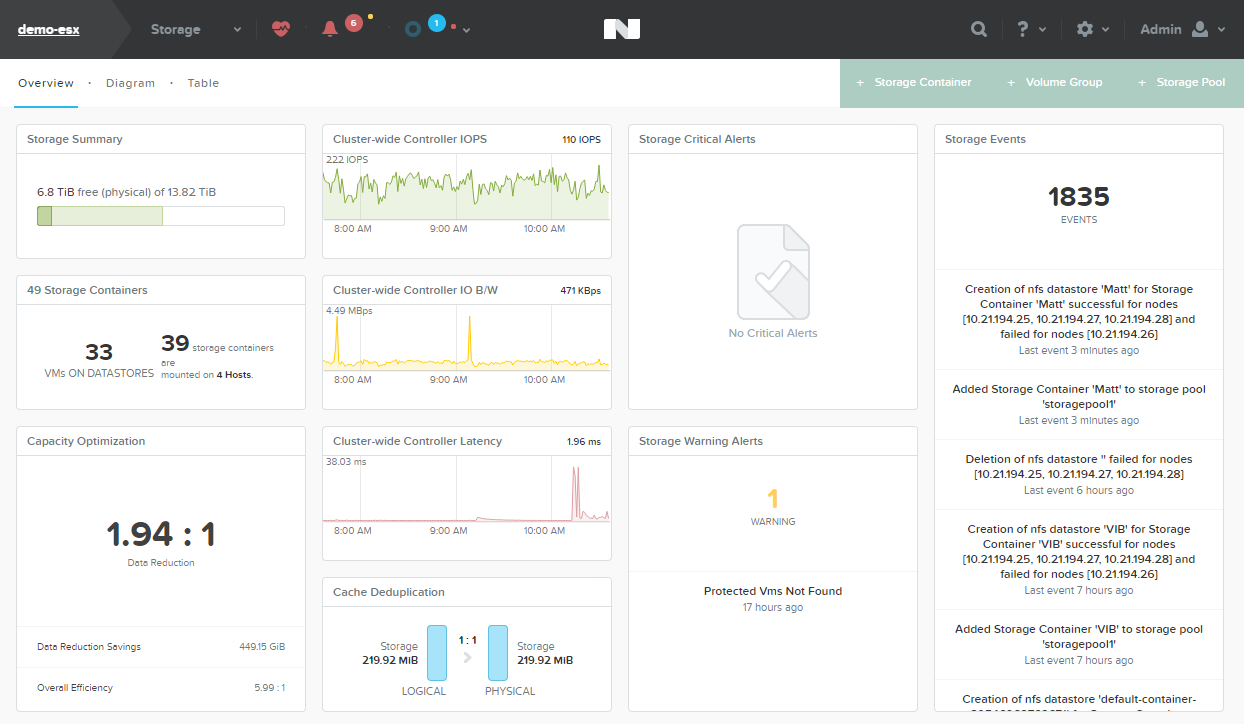 demo-esx
Storage
6
1
?
Admin
Overview · Diagram · Table
+ Storage Container
+ Volume Group
+ Storage Pool
Storage Summary
6.8 TiB free (physical) of 13.82 TiB
49 Storage Containers
33
VMs ON DATASTORES
39 storage containers
are
mounted on 4 Hosts.
Capacity Optimization
1.94 : 1
Data Reduction
Data Reduction Savings 449.15 GiB
Overall Efficiency 5.99 : 1
Cluster-wide Controller IOPS 110 IOPS
222 IOPS
8:00 AM 9:00 AM 10:00 AM
Cluster-wide Controller IO B/W 471 KBps
4.49 MBps
8:00 AM 9:00 AM 10:00 AM
Cluster-wide Controller Latency 1.96 ms
38.03 ms
8:00 AM 9:00 AM 10:00 AM
Cache Deduplication
Storage
219.92 MiB
1 : 1
Storage
219.92 MiB
LOGICAL PHYSICAL
Storage Critical Alerts
No Critical Alerts
Storage Warning Alerts
1
WARNING
Protected Vms Not Found
17 hours ago
Storage Events
1835
EVENTS
Creation of nfs datastore 'Matt' for Storage
Container 'Matt' successful for nodes
[10.21.194.25, 10.21.194.27, 10.21.194.28] and
failed for nodes [10.21.194.26]
Last event 3 minutes ago
Added Storage Container 'Matt' to storage pool
'storagepool1'
Last event 3 minutes ago
Deletion of nfs datastore '' failed for nodes
[10.21.194.25, 10.21.194.27, 10.21.194.28]
Last event 6 hours ago
Creation of nfs datastore 'VIB' for Storage
Container 'VIB' successful for nodes
[10.21.194.25, 10.21.194.27, 10.21.194.28] and
failed for nodes [10.21.194.26]
Last event 7 hours ago
Added Storage Container 'VIB' to storage pool
'storagepool1'
Last event 7 hours ago
Creation of nfs datastore 'default-container-